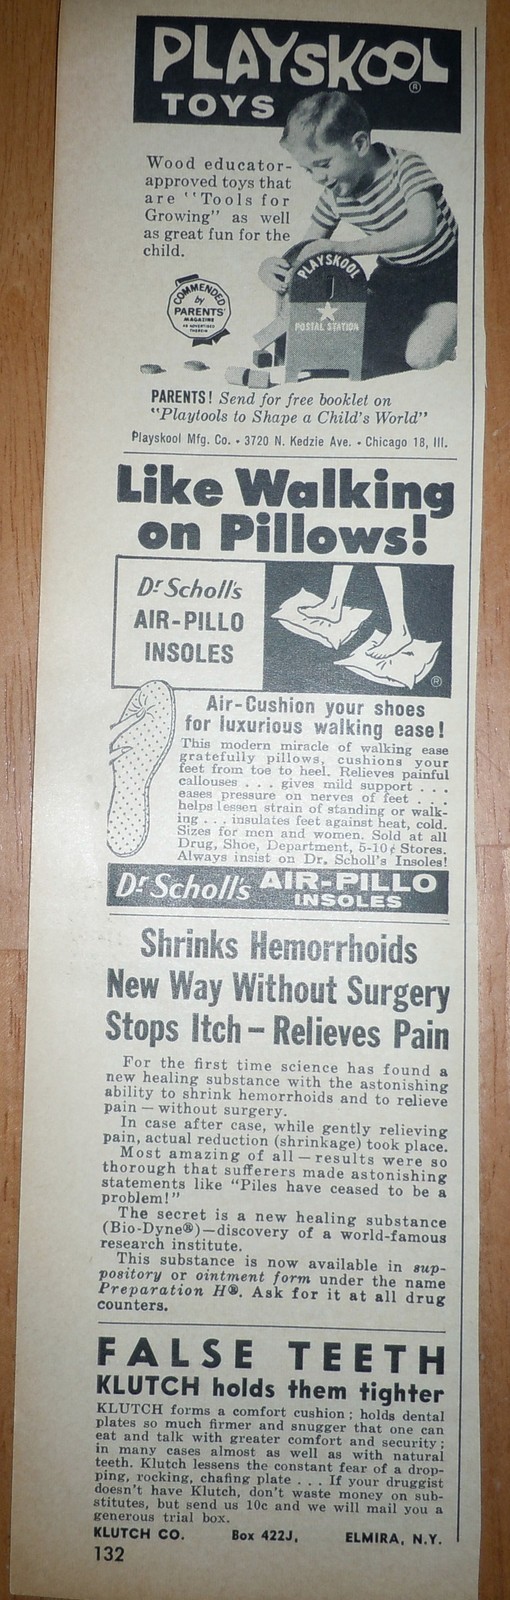 PLAYSKOOL®
TOYS
Wood educator-
approved toys that
are "Tools for
Growing" as well
as great fun for the
child.
PLAYSKOOL
POSTAL STATION
COMMENDED
by
PARENTS'
MAGAZINE
AS ADVERTISED
THEREIN
PARENTS! Send for free booklet on
"Playtools to Shape a Child's World"
Playskool Mfg. Co. • 3720 N. Kedzie Ave. • Chicago 18, Ill.
Like Walking
on Pillows!
Dr. Scholl's
AIR-PILLO
INSOLES
®
Air-Cushion your shoes
for luxurious walking ease!
This modern miracle of walking ease
gratefully pillows, cushions your
feet from toe to heel. Relieves painful
callouses . . . gives mild support . . .
eases pressure on nerves of feet . . .
helps lessen strain of standing or walk-
ing . . . insulates feet against heat, cold.
Sizes for men and women. Sold at all
Drug, Shoe, Department, 5-10¢ Stores.
Always insist on Dr. Scholl's Insoles!
Dr. Scholl's AIR-PILLO
INSOLES
Shrinks Hemorrhoids
New Way Without Surgery
Stops Itch – Relieves Pain
For the first time science has found a
new healing substance with the astonishing
ability to shrink hemorrhoids and to relieve
pain — without surgery.
In case after case, while gently relieving
pain, actual reduction (shrinkage) took place.
Most amazing of all — results were so
thorough that sufferers made astonishing
statements like "Piles have ceased to be a
problem!"
The secret is a new healing substance
(Bio-Dyne®)—discovery of a world-famous
research institute.
This substance is now available in sup-
pository or ointment form under the name
Preparation H®. Ask for it at all drug
counters.
FALSE TEETH
KLUTCH holds them tighter
KLUTCH forms a comfort cushion; holds dental
plates so much firmer and snugger that one can
eat and talk with greater comfort and security;
in many cases almost as well as with natural
teeth. Klutch lessens the constant fear of a drop-
ping, rocking, chafing plate . . . If your druggist
doesn't have Klutch, don't waste money on sub-
stitutes, but send us 10c and we will mail you a
generous trial box.
KLUTCH CO. Box 422J, ELMIRA, N.Y.
132